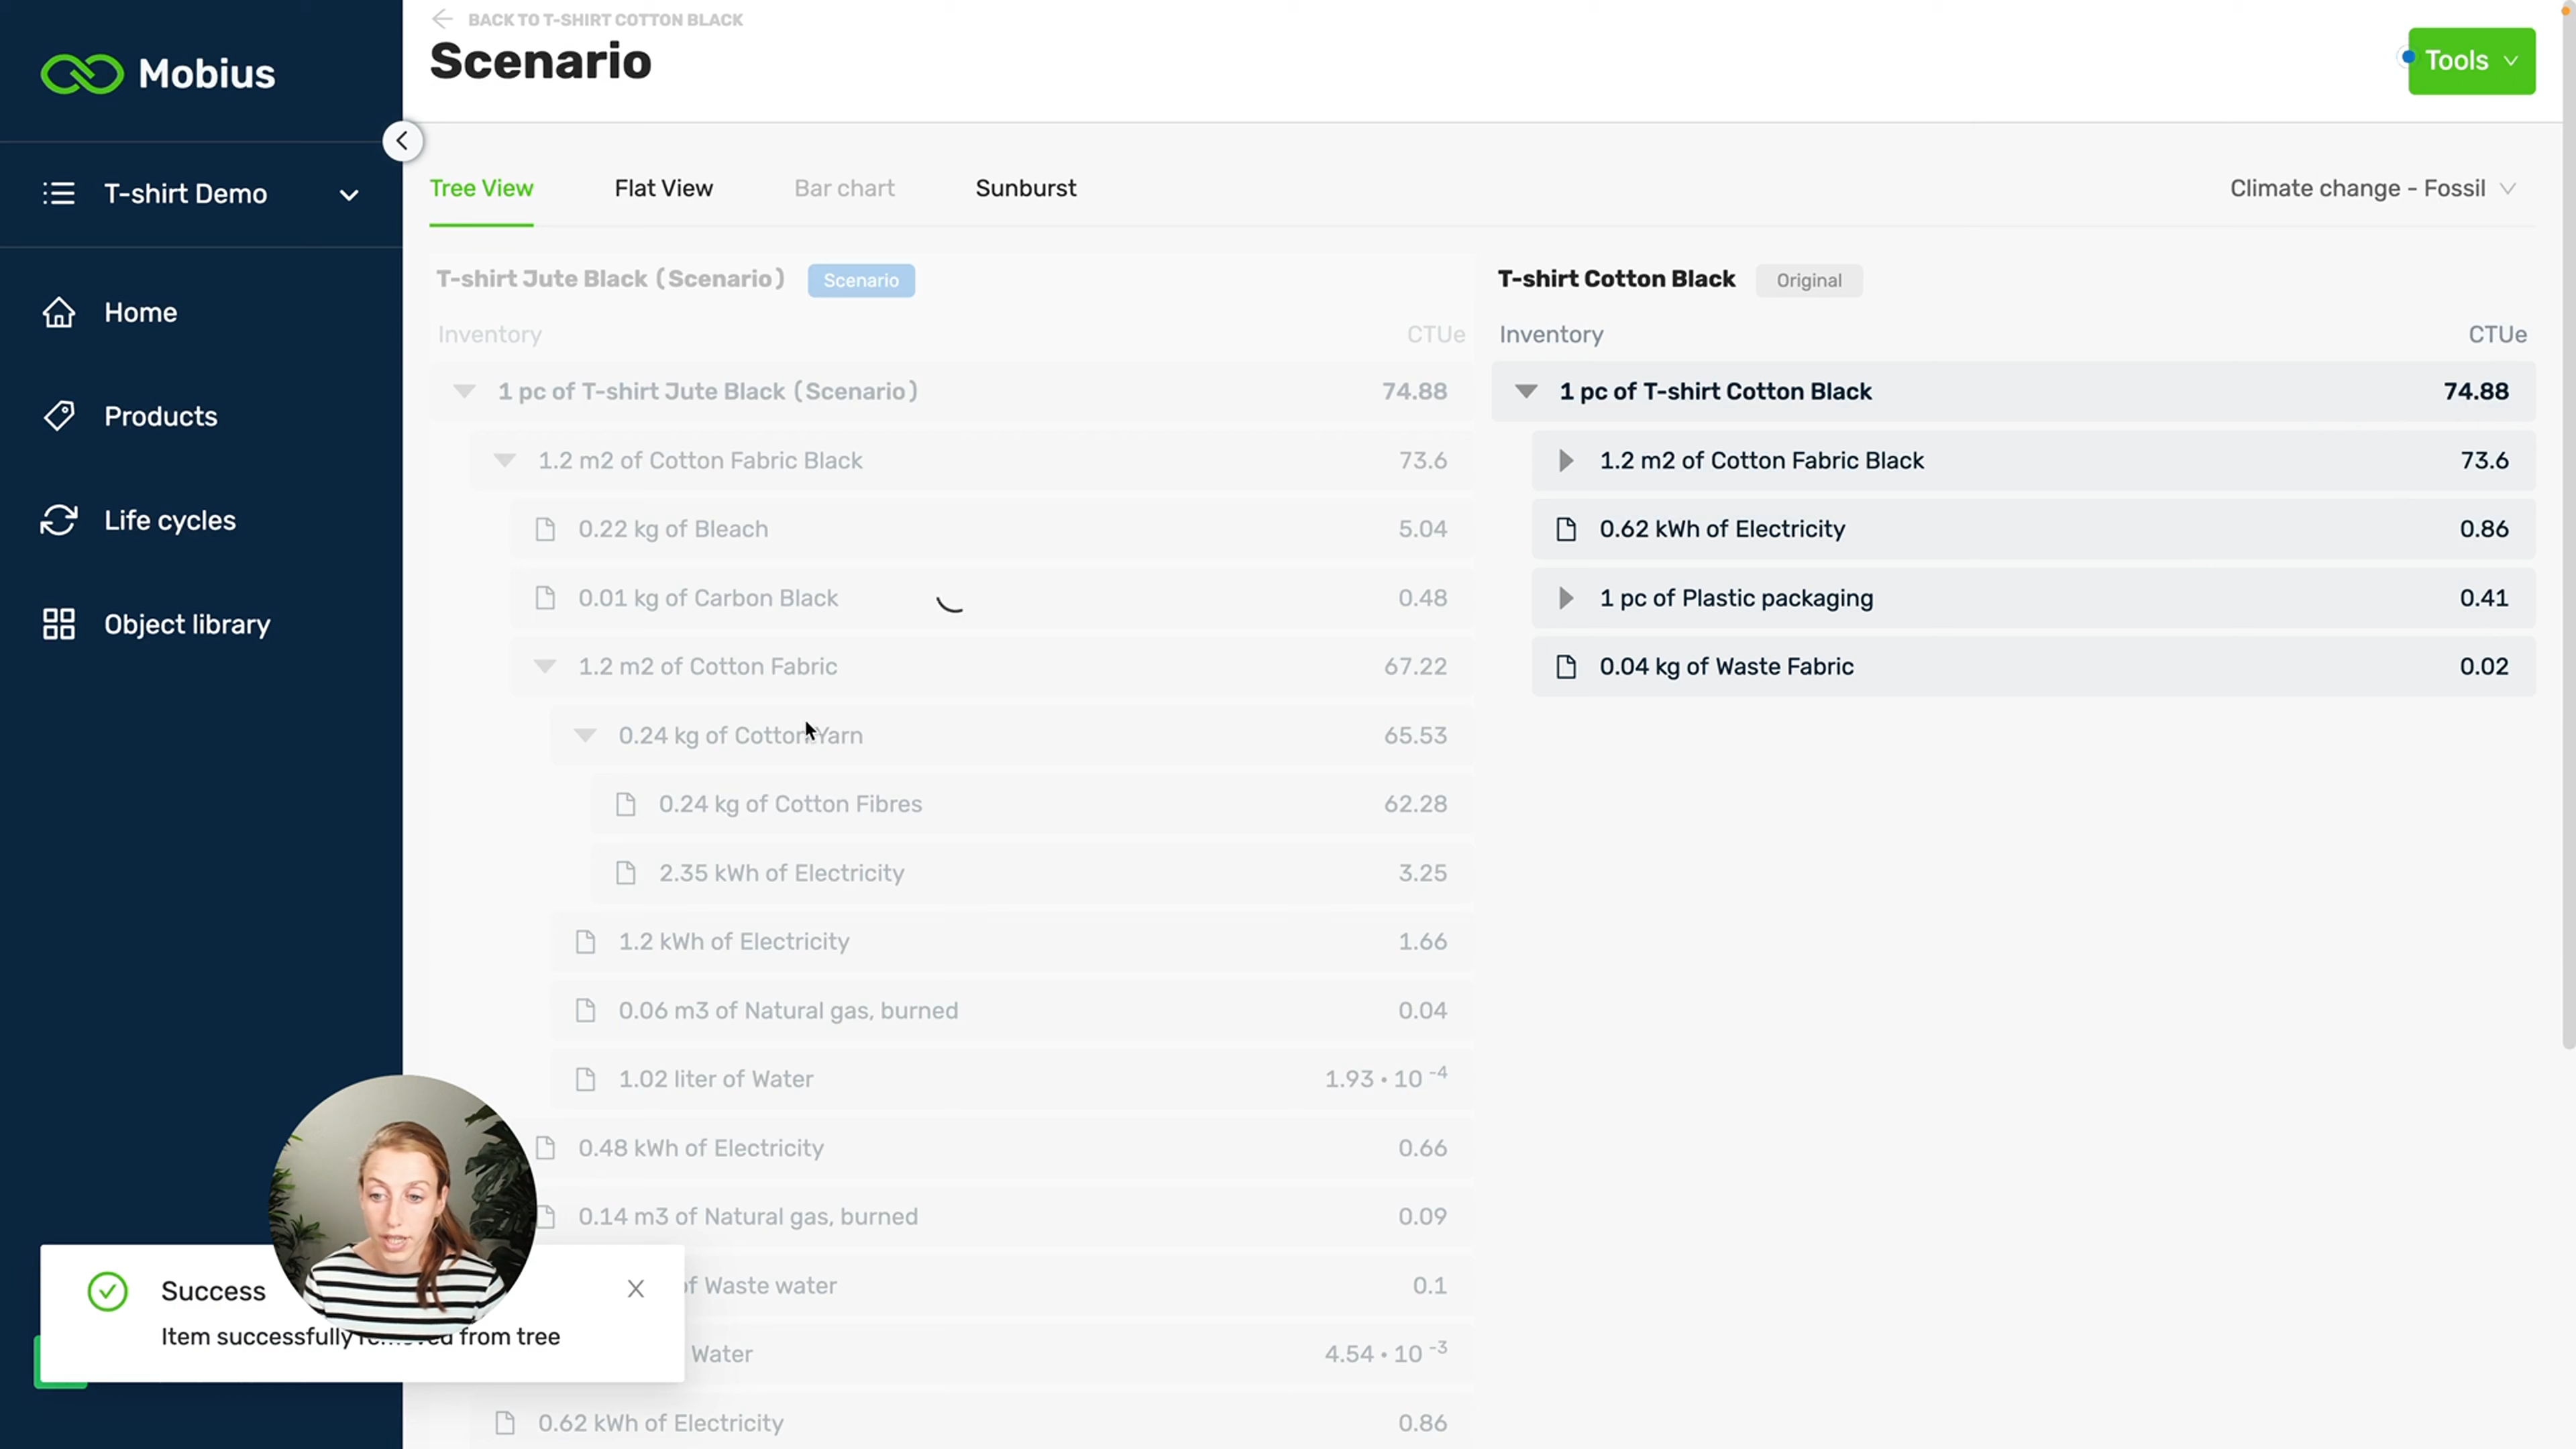 BACK TO T-SHIRT COTTON BLACK
Scenario
Tools
Mobius
T-shirt Demo
Home
Products
Life cycles
Object library
Tree View
Flat View
Bar chart
Sunburst
Climate change - Fossil
T-shirt Jute Black (Scenario)
Scenario
Inventory
CTUe
1 pc of T-shirt Jute Black (Scenario) 74.88
1.2 m2 of Cotton Fabric Black 73.6
0.22 kg of Bleach 5.04
0.01 kg of Carbon Black 0.48
1.2 m2 of Cotton Fabric 67.22
0.24 kg of Cotton Yarn 65.53
0.24 kg of Cotton Fibres 62.28
2.35 kWh of Electricity 3.25
1.2 kWh of Electricity 1.66
0.06 m3 of Natural gas, burned 0.04
1.02 liter of Water 1.93 • 10 -4
0.48 kWh of Electricity 0.66
0.14 m3 of Natural gas, burned 0.09
of Waste water 0.1
Water 4.54 • 10 -3
0.62 kWh of Electricity 0.86
T-shirt Cotton Black
Original
Inventory
CTUe
1 pc of T-shirt Cotton Black 74.88
1.2 m2 of Cotton Fabric Black 73.6
0.62 kWh of Electricity 0.86
1 pc of Plastic packaging 0.41
0.04 kg of Waste Fabric 0.02
Success
Item successfully removed from tree